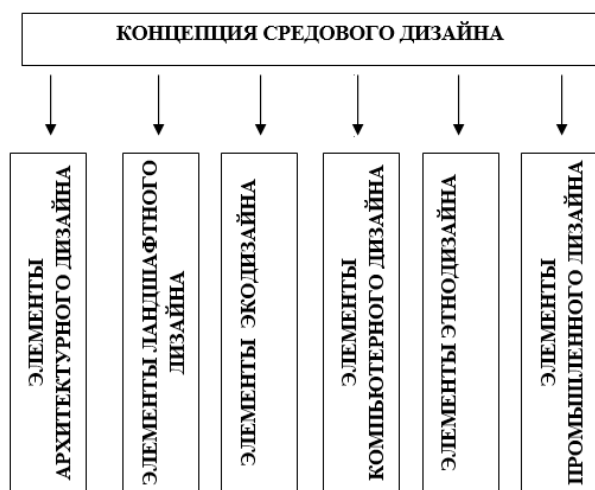 КОНЦЕПЦИЯ СРЕДОВОГО ДИЗАЙНА
ЭЛЕМЕНТЫ
АРХИТЕКТУРНОГО ДИЗАЙНА
ЭЛЕМЕНТЫ ЛАНДШАФТНОГО
ДИЗАЙНА
ЭЛЕМЕНТЫ ЭКОДИЗАЙНА
ЭЛЕМЕНТЫ
КОМПЬЮТЕРНОГО ДИЗАЙНА
ЭЛЕМЕНТЫ ЭТНОДИЗАЙНА
ЭЛЕМЕНТЫ
ПРОМЫШЛЕННОГО ДИЗАЙНА